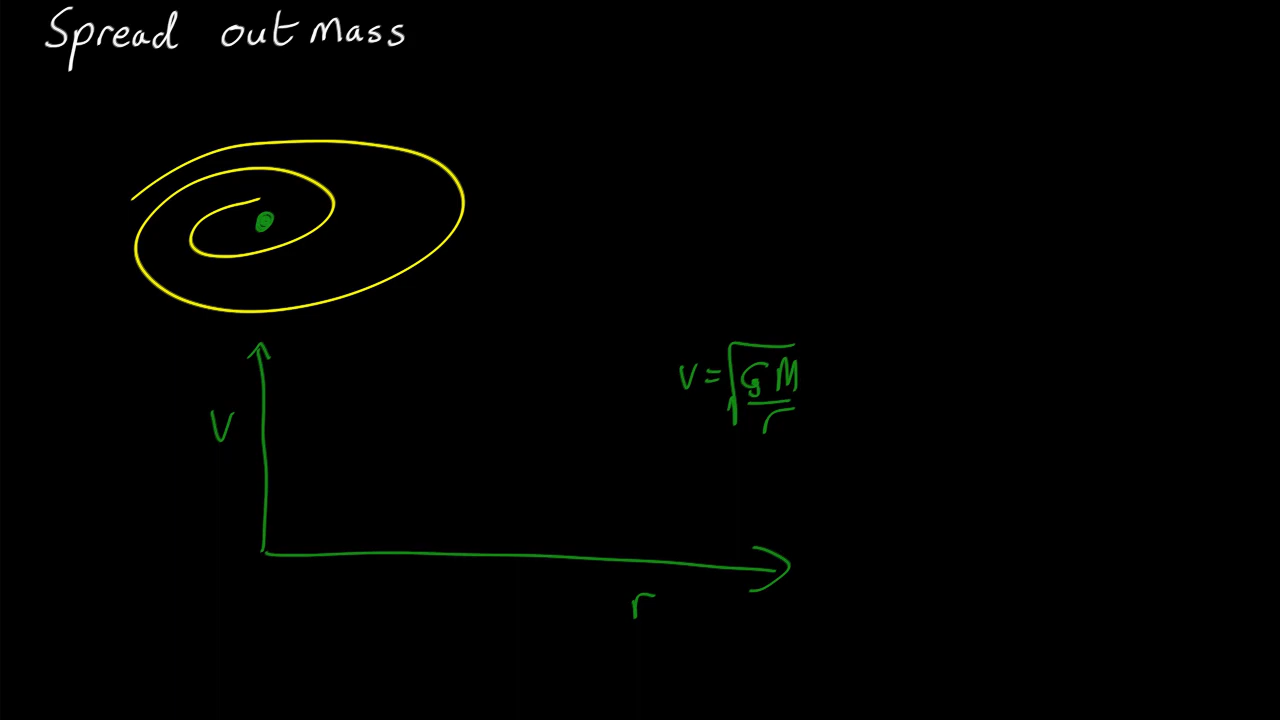 Spread out mass
v = √(GM/r)
V
r